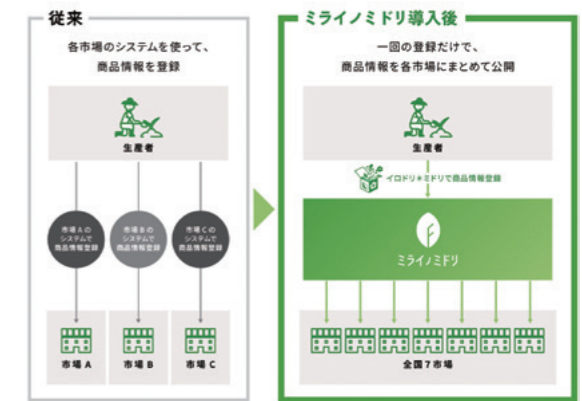 従来
各市場のシステムを使って、
商品情報を登録
生産者
市場Aの
システムで
商品情報登録
市場Bの
システムで
商品情報登録
市場Cの
システムで
商品情報登録
市場A
市場B
市場C
ミライノミドリ導入後
一回の登録だけで、
商品情報を各市場にまとめて公開
生産者
イロドリ*ミドリで商品情報登録
ミライノミドリ
全国7市場